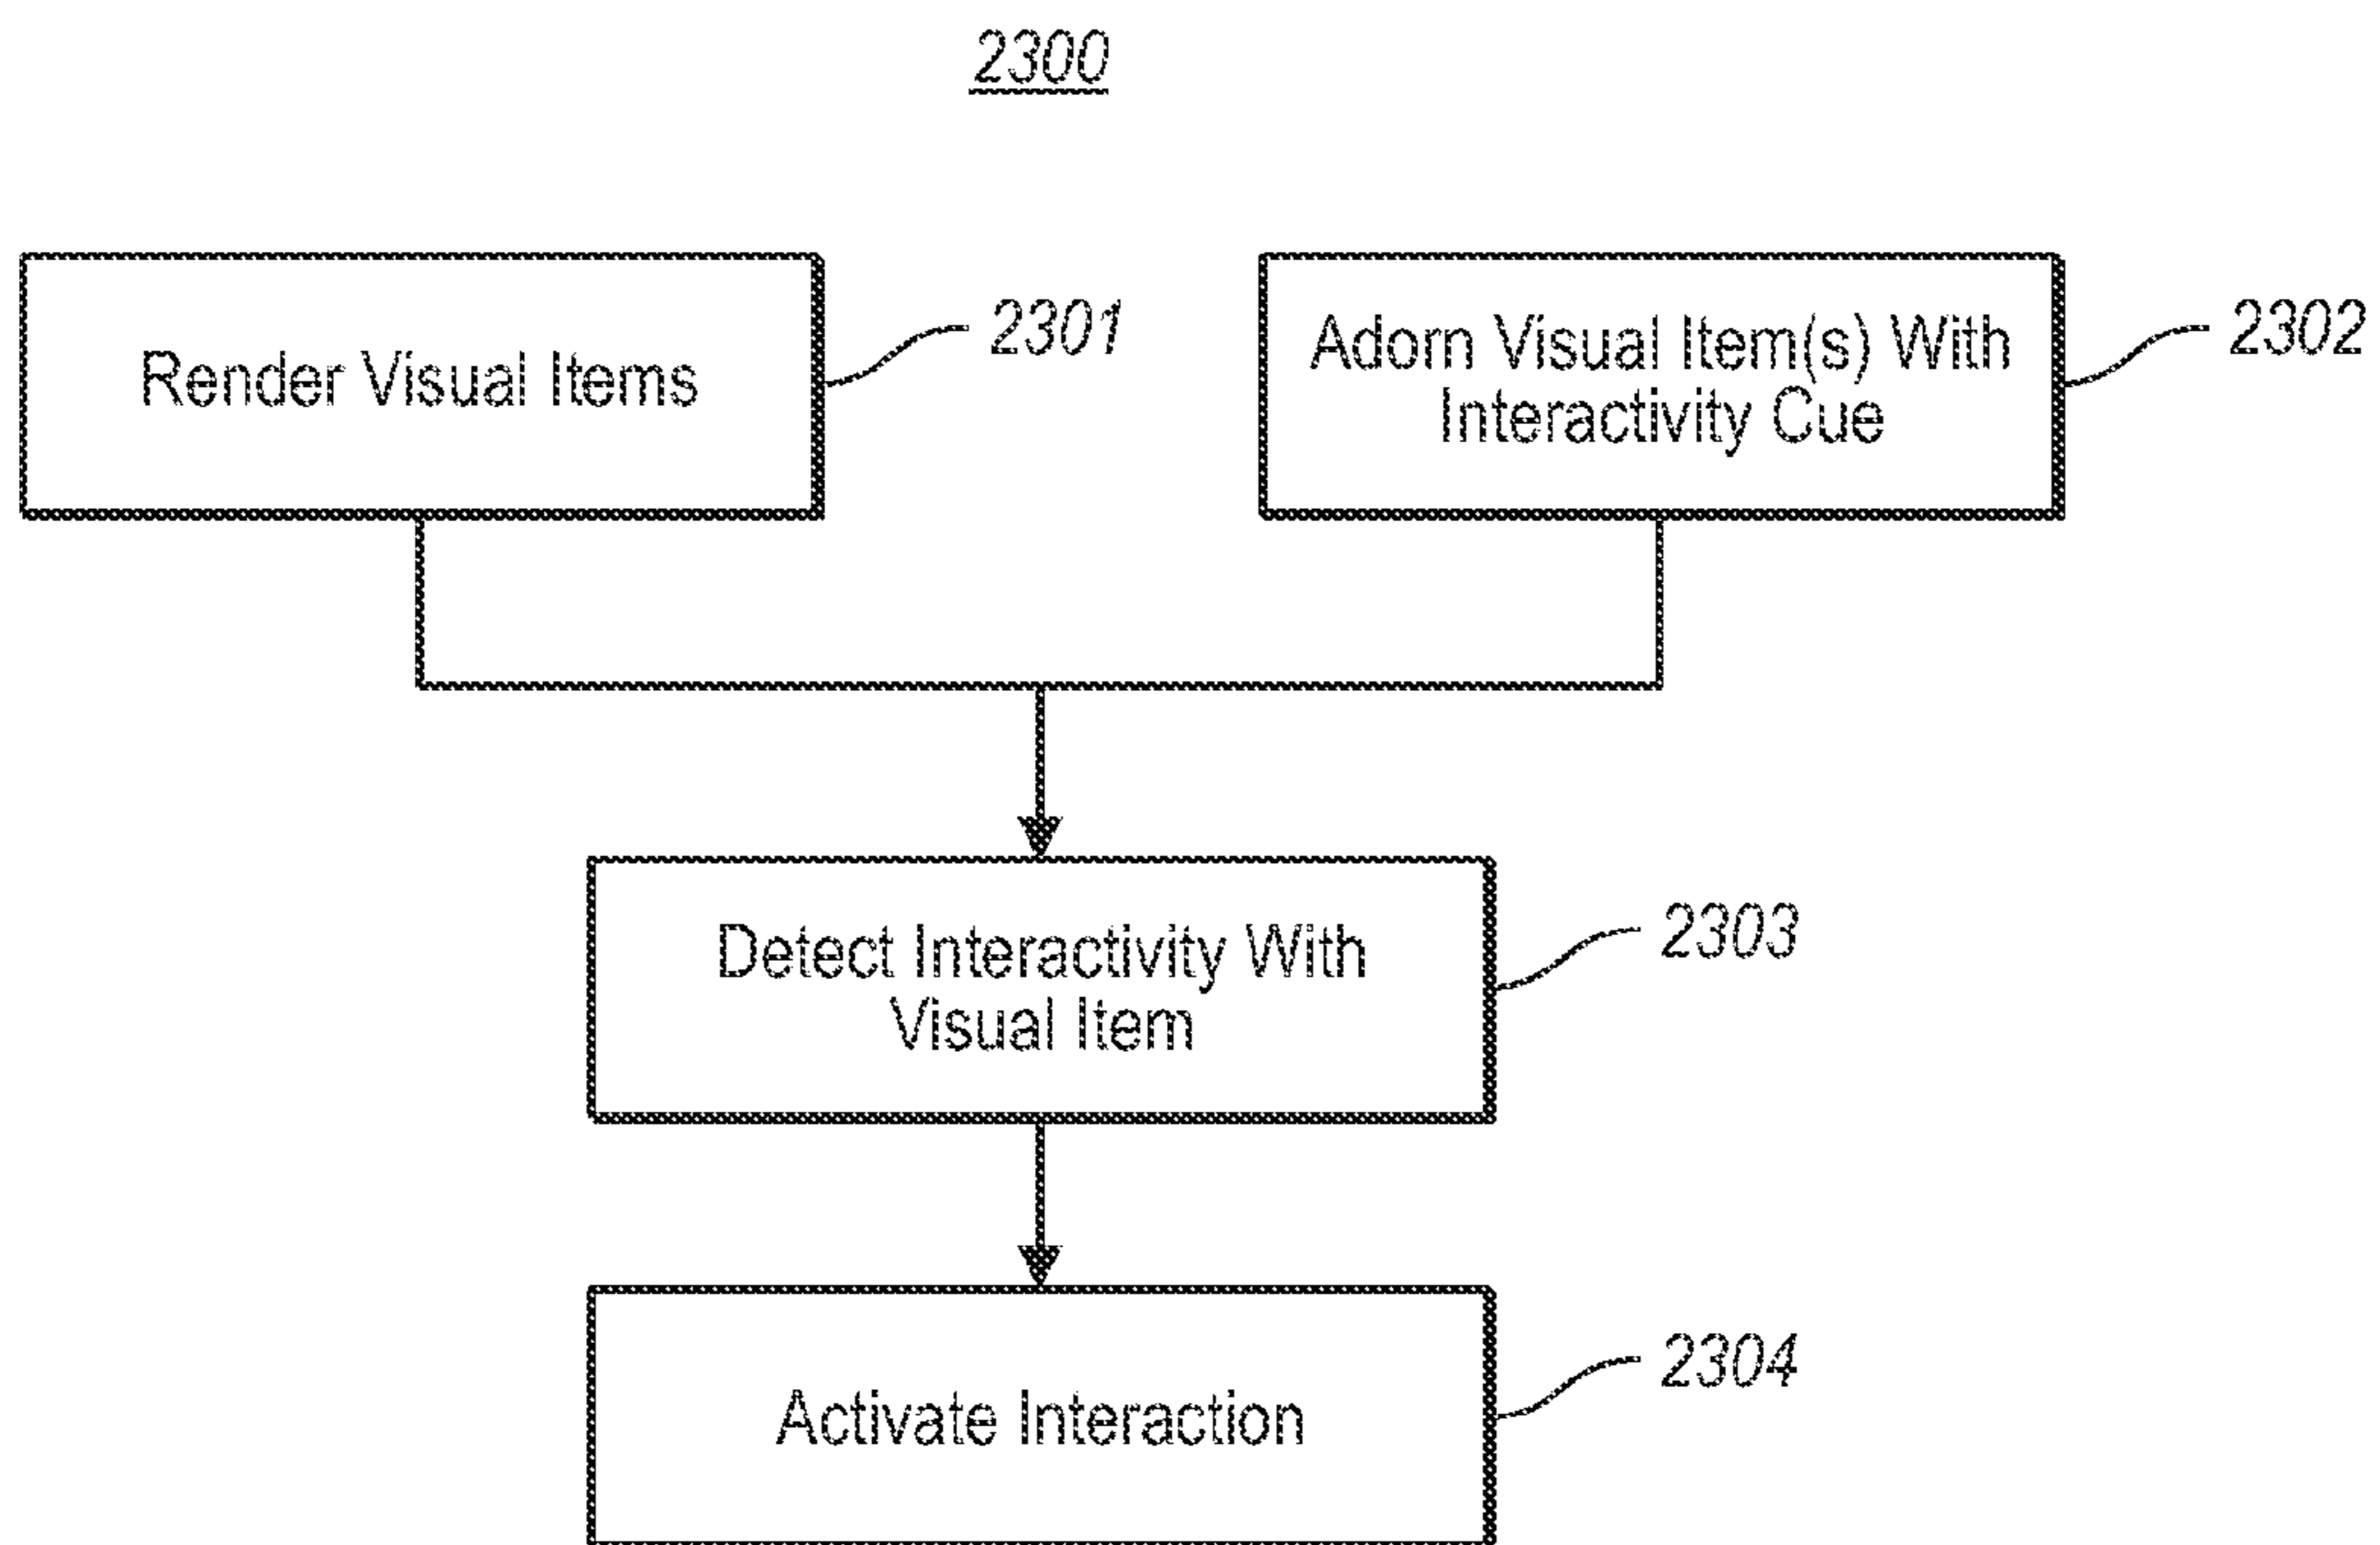 2300
Render Visual Items
2301
Adorn Visual Item(s) With
Interactivity Cue
2302
Detect Interactivity With
Visual Item
2303
Activate Interaction
2304